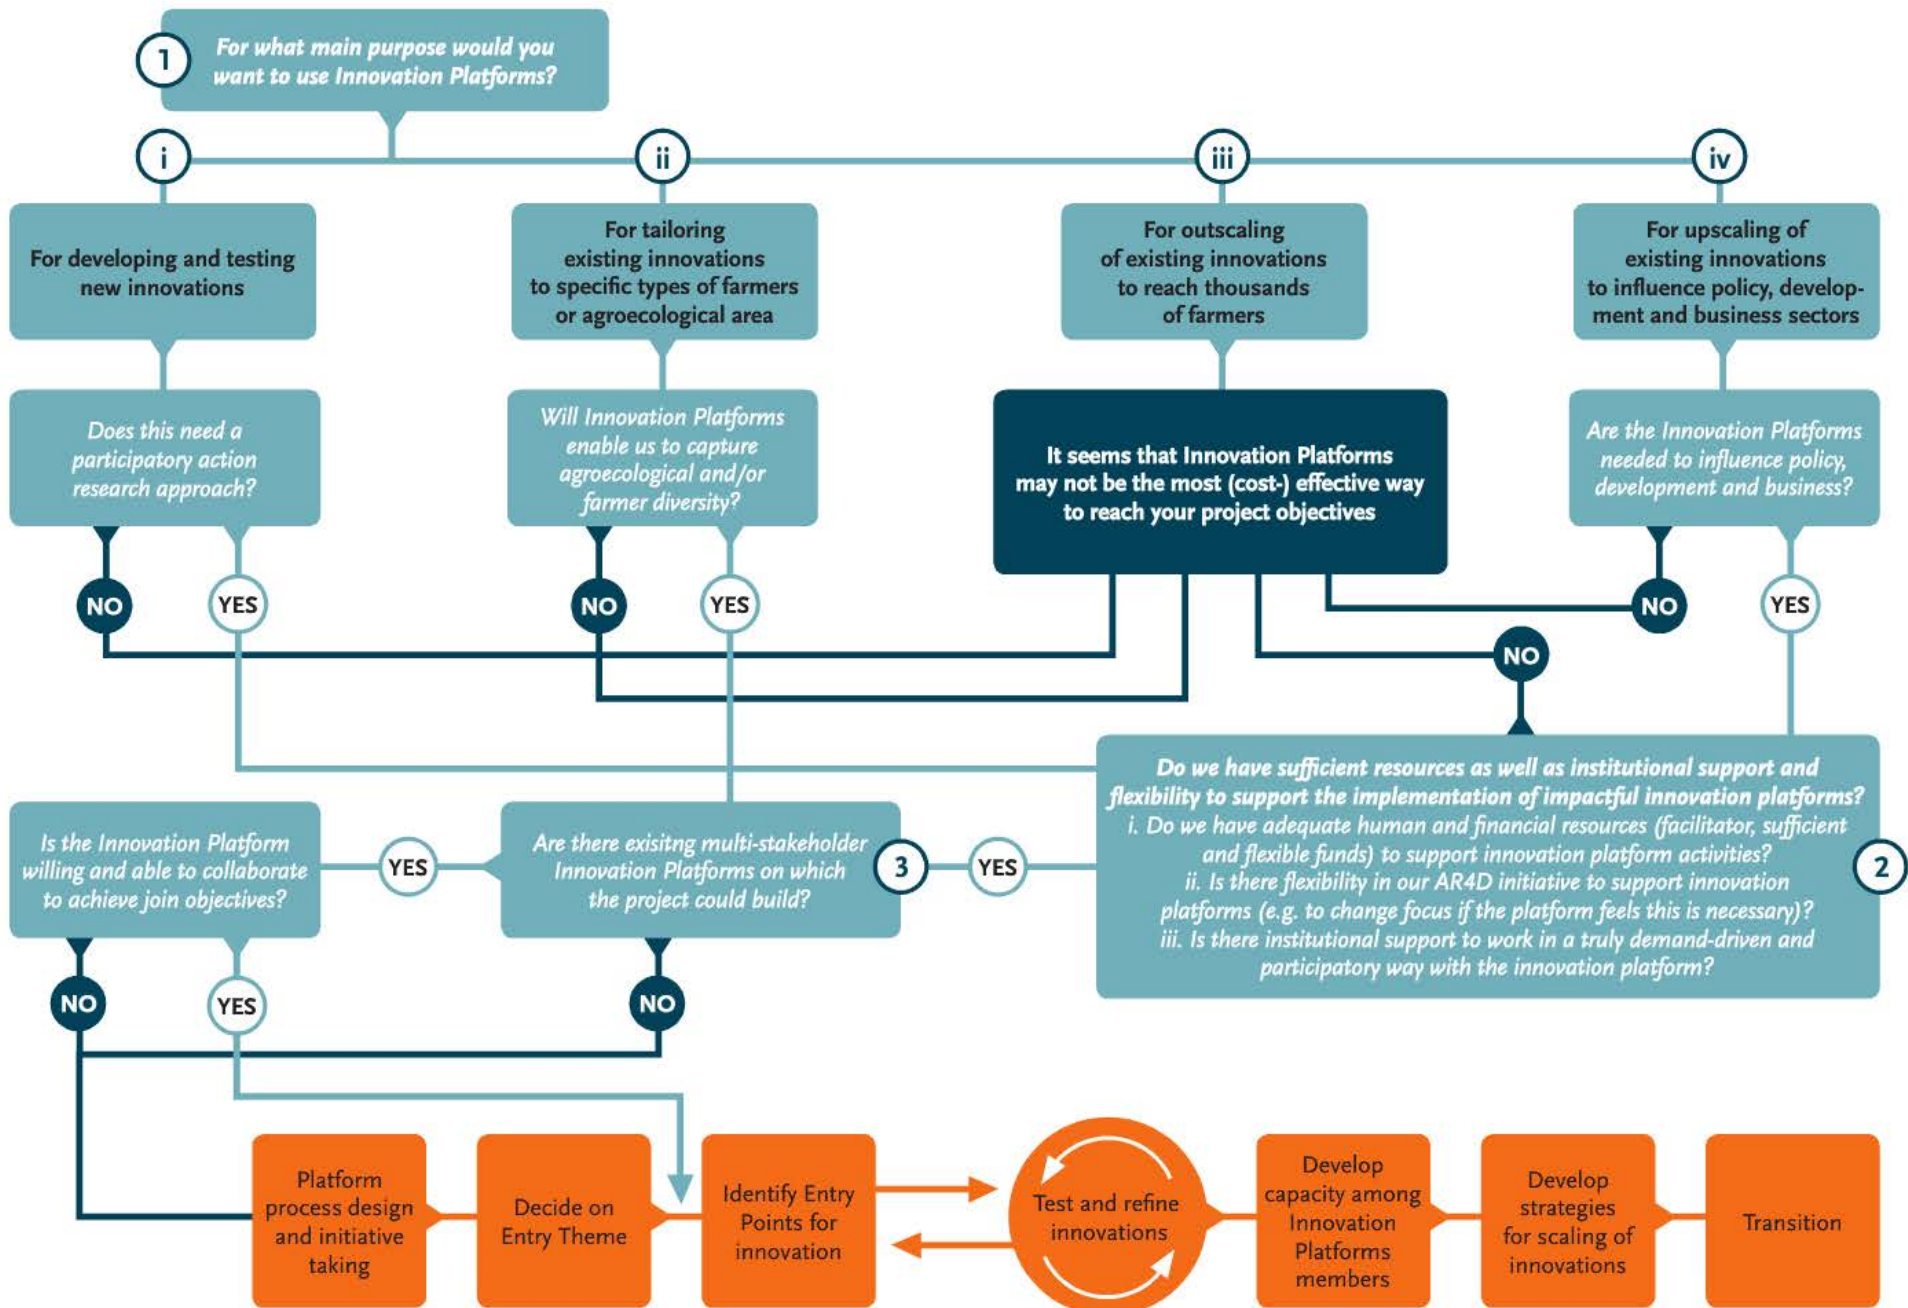 1
For what main purpose would you
want to use Innovation Platforms?
i
ii
iii
iv
For developing and testing
new innovations
For tailoring
existing innovations
to specific types of farmers
or agroecological area
For outscaling
of existing innovations
to reach thousands
of farmers
For upscaling of
existing innovations
to influence policy, develop-
ment and business sectors
Does this need a
participatory action
research approach?
Will Innovation Platforms
enable us to capture
agroecological and/or
farmer diversity?
It seems that Innovation Platforms
may not be the most (cost-) effective way
to reach your project objectives
Are the Innovation Platforms
needed to influence policy,
development and business?
NO
YES
NO
YES
NO
YES
NO
Do we have sufficient resources as well as institutional support and
flexibility to support the implementation of impactful innovation platforms?
i. Do we have adequate human and financial resources (facilitator, sufficient
and flexible funds) to support innovation platform activities?
ii. Is there flexibility in our AR4D initiative to support innovation
platforms (e.g. to change focus if the platform feels this is necessary)?
iii. Is there institutional support to work in a truly demand-driven and
participatory way with the innovation platform?
2
YES
3
Are there exisitng multi-stakeholder
Innovation Platforms on which
the project could build?
YES
Is the Innovation Platform
willing and able to collaborate
to achieve join objectives?
NO
YES
NO
Platform
process design
and initiative
taking
Decide on
Entry Theme
Identify Entry
Points for
innovation
Test and refine
innovations
Develop
capacity among
Innovation
Platforms
members
Develop
strategies
for scaling of
innovations
Transition